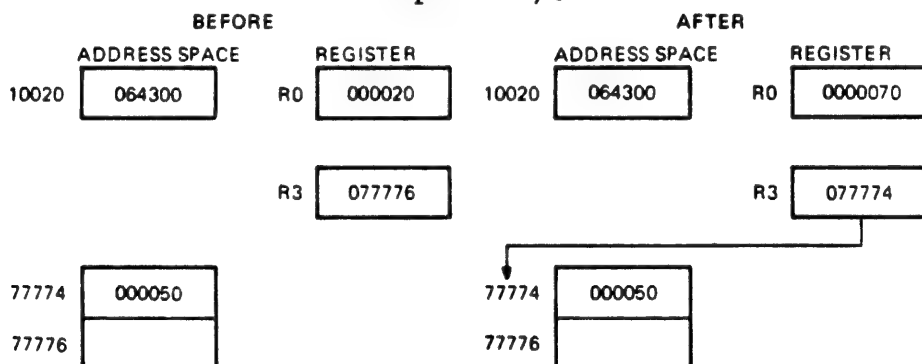 BEFORE AFTER
ADDRESS SPACE REGISTER ADDRESS SPACE REGISTER
10020 064300 R0 000020 10020 064300 R0 0000070
R3 077776 R3 077774
77774 000050 77774 000050
77776 77776